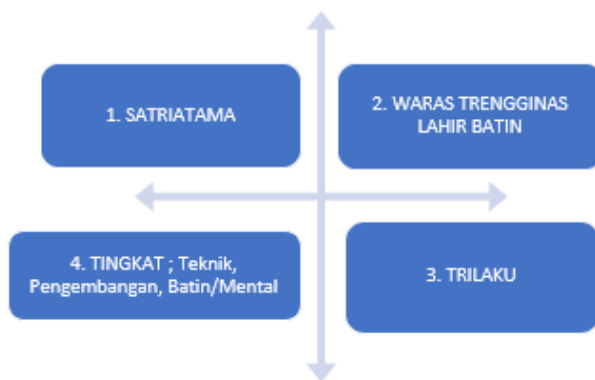 1. SATRIATAMA
2. WARAS TRENGGINAS
LAHIR BATIN
4. TINGKAT ; Teknik,
Pengembangan, Batin/Mental
3. TRILAKU